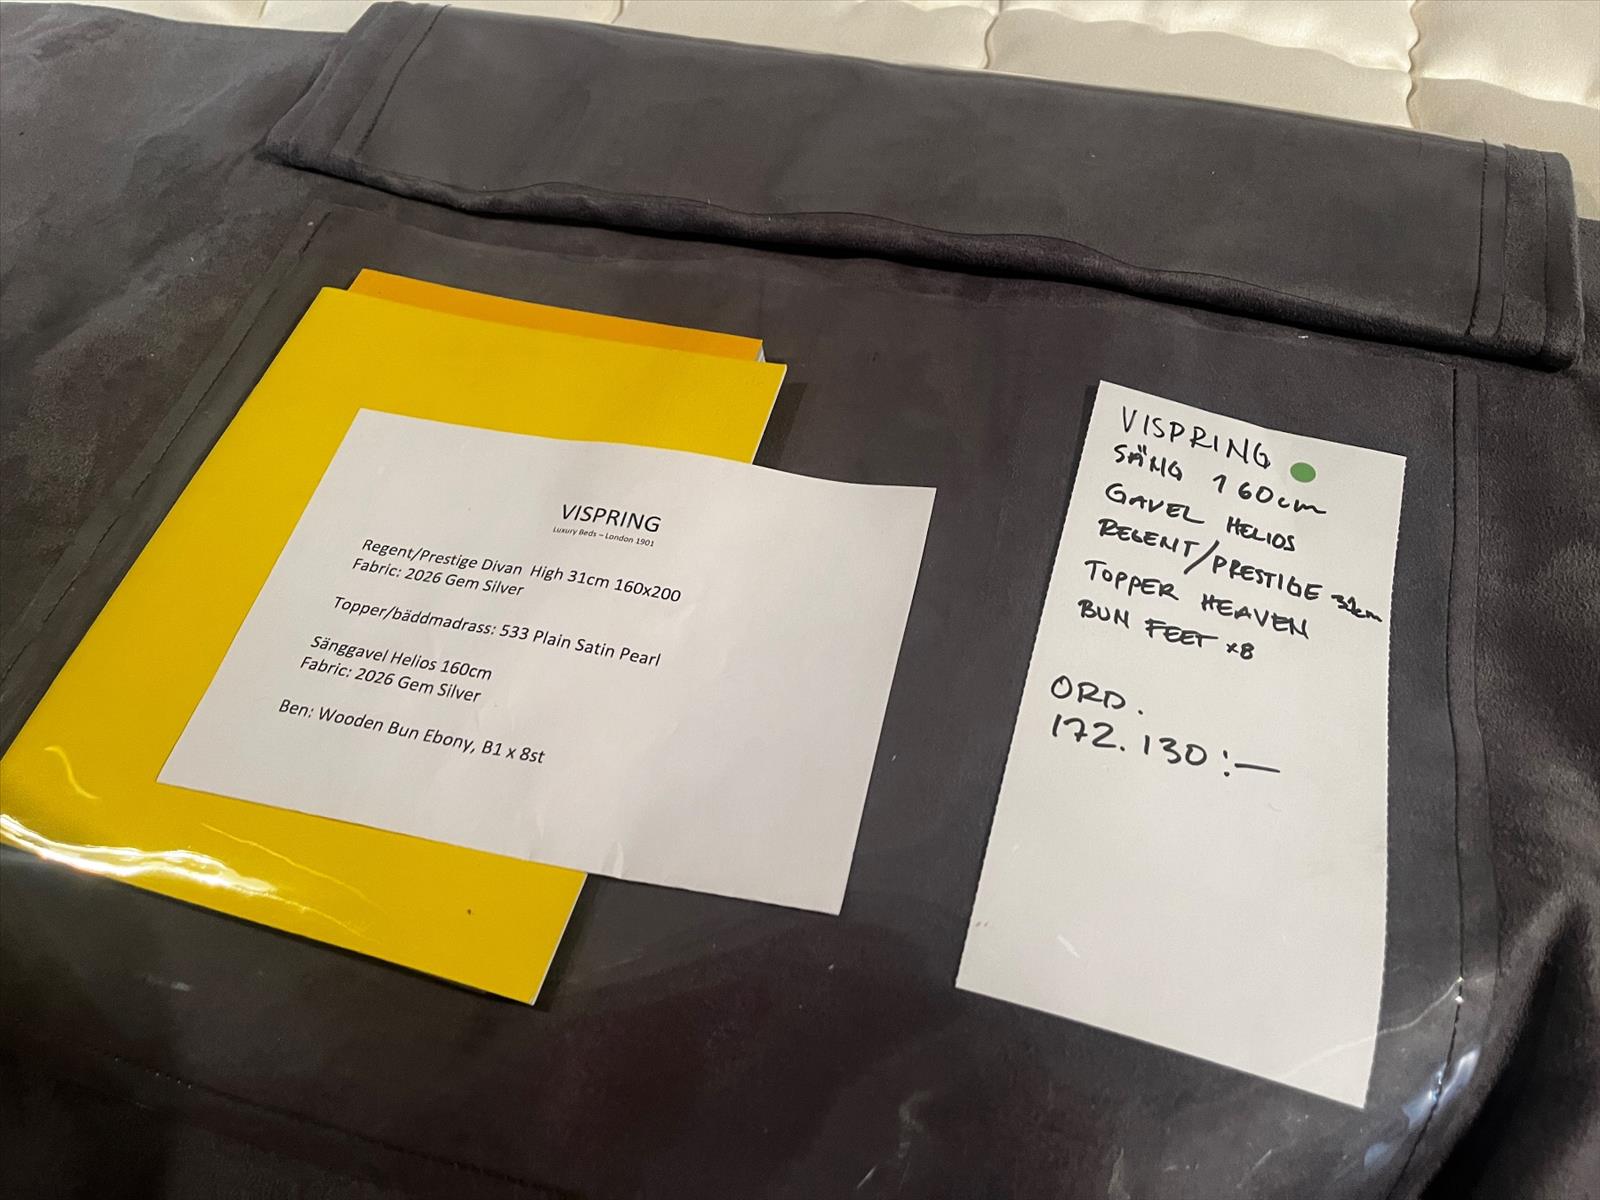 VISPRING
Luxury Beds – London 1901
Regent/Prestige Divan High 31cm 160x200
Fabric: 2026 Gem Silver
Topper/bäddmadrass: 533 Plain Satin Pearl
Sänggavel Helios 160cm
Fabric: 2026 Gem Silver
Ben: Wooden Bun Ebony, B1 x 8st
VISPRING
SÄNG 160cm
GAVEL HELIOS
REGENT/PRESTIGE 31cm
TOPPER HEAVEN
BUN FEET x8
ORD.
172.130:—